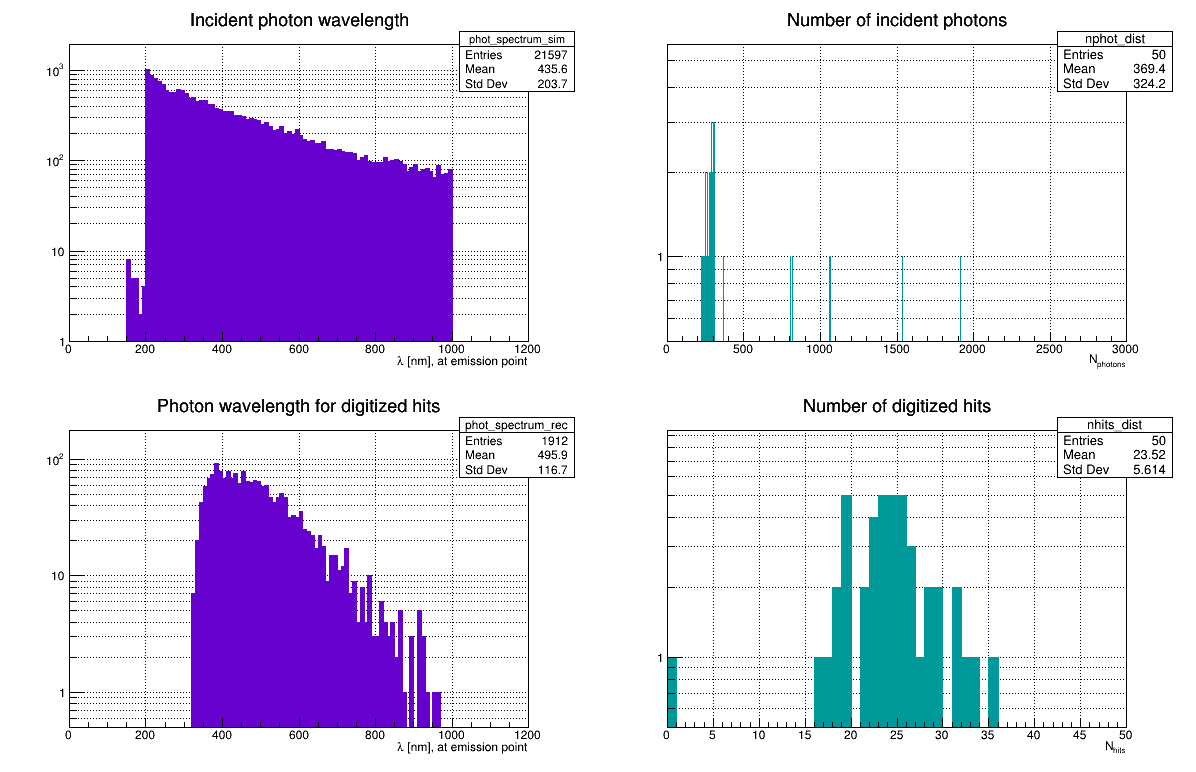 Incident photon wavelength
phot_spectrum_sim
Entries 21597
Mean 435.6
Std Dev 203.7
10³
10²
10
1
0 200 400 600 800 1000 1200
λ [nm], at emission point
Number of incident photons
nphot_dist
Entries 50
Mean 369.4
Std Dev 324.2
1
0 500 1000 1500 2000 2500 3000
Nphotons
Photon wavelength for digitized hits
phot_spectrum_rec
Entries 1912
Mean 495.9
Std Dev 116.7
10²
10
1
0 200 400 600 800 1000 1200
λ [nm], at emission point
Number of digitized hits
nhits_dist
Entries 50
Mean 23.52
Std Dev 5.614
1
0 5 10 15 20 25 30 35 40 45 50
Nhits